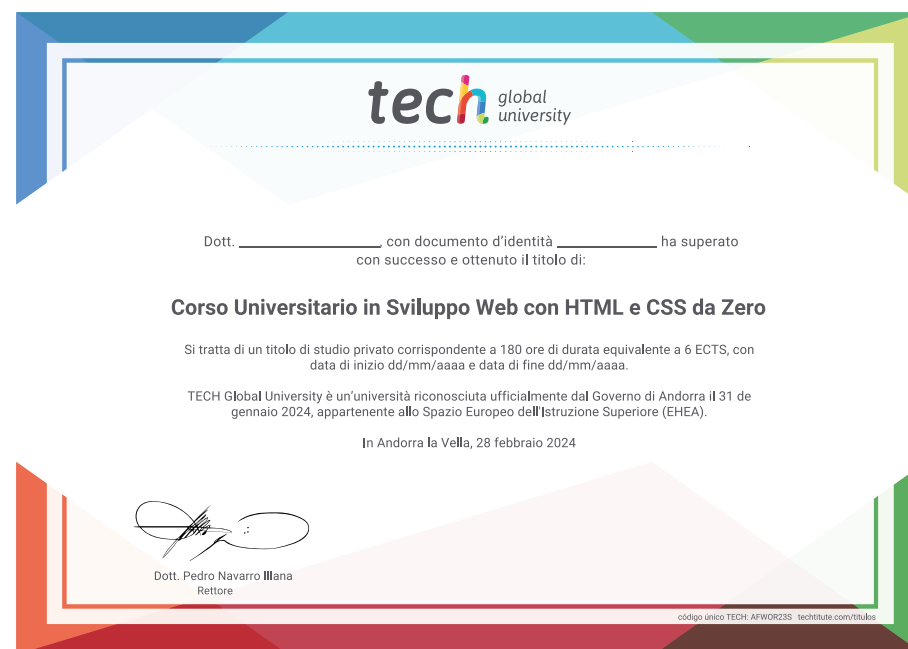 tech global university
Dott. ____________, con documento d'identità ____________ ha superato
con successo e ottenuto il titolo di:
Corso Universitario in Sviluppo Web con HTML e CSS da Zero
Si tratta di un titolo di studio privato corrispondente a 180 ore di durata equivalente a 6 ECTS, con
data di inizio dd/mm/aaaa e data di fine dd/mm/aaaa.
TECH Global University è un'università riconosciuta ufficialmente dal Governo di Andorra il 31 de
gennaio 2024, appartenente allo Spazio Europeo dell'Istruzione Superiore (EHEA).
In Andorra la Vella, 28 febbraio 2024
Dott. Pedro Navarro Illana
Rettore
código único TECH: AFWOR23S techtitute.com/titulos